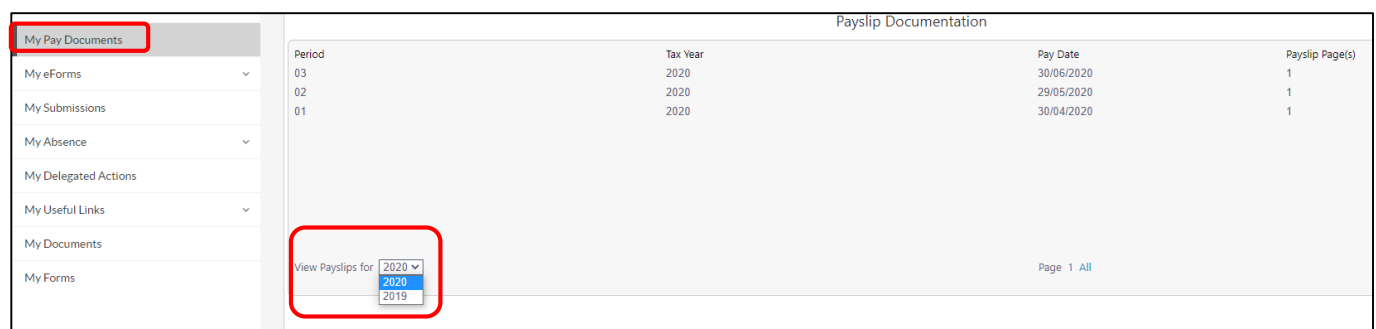 My Pay Documents
My eForms
My Submissions
My Absence
My Delegated Actions
My Useful Links
My Documents
My Forms
Payslip Documentation
Period Tax Year Pay Date Payslip Page(s)
03 2020 30/06/2020 1
02 2020 29/05/2020 1
01 2020 30/04/2020 1
View Payslips for 2020 Page 1 All
2020
2019